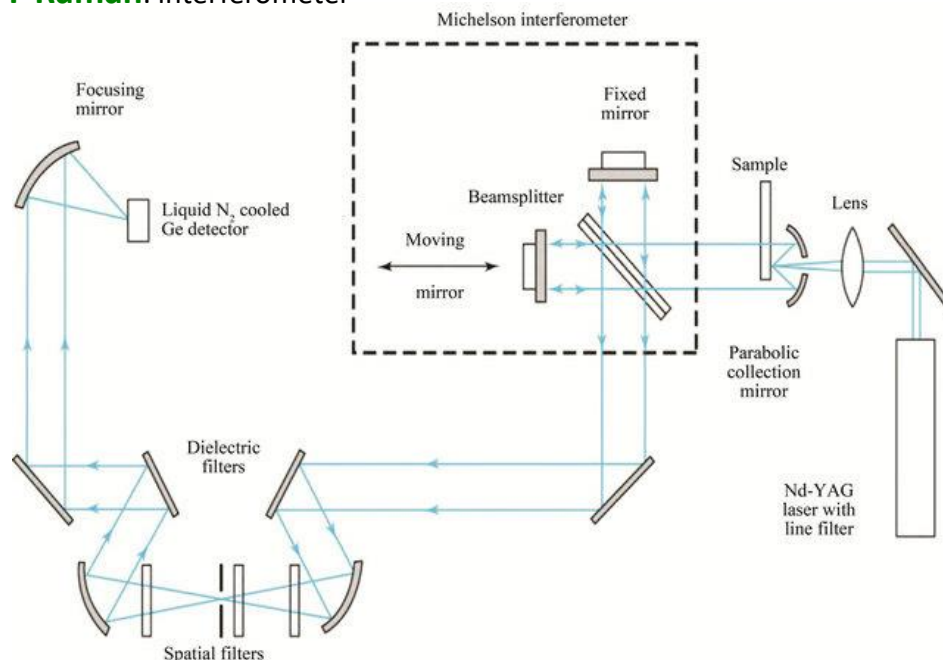 Raman: interferometer
Michelson interferometer
Focusing
mirror
Fixed
mirror
Sample
Beamsplitter
Lens
Liquid N₂ cooled
Ge detector
Moving
mirror
Parabolic
collection
mirror
Dielectric
filters
Nd-YAG
laser with
line filter
Spatial filters